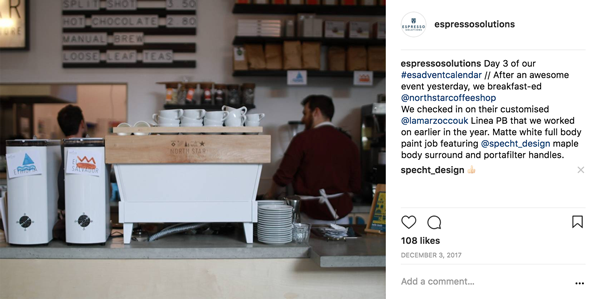 SPLIT SHOT 3.50
HOT CHOCOLATE 2.80
MANUAL BREW
LOOSE LEAF TEAS
NORTH STAR
ESPRESSO
SOLUTIONS
espressosolutions
espressosolutions Day 3 of our
#esadventcalendar // After an awesome
event yesterday, we breakfast-ed
@northstarcoffeeshop
We checked in on their customised
@lamarzoccouk Linea PB that we worked
on earlier in the year. Matte white full body
paint job featuring @specht_design maple
body surround and portafilter handles.
specht_design 👍🏻
108 likes
DECEMBER 3, 2017
Add a comment...